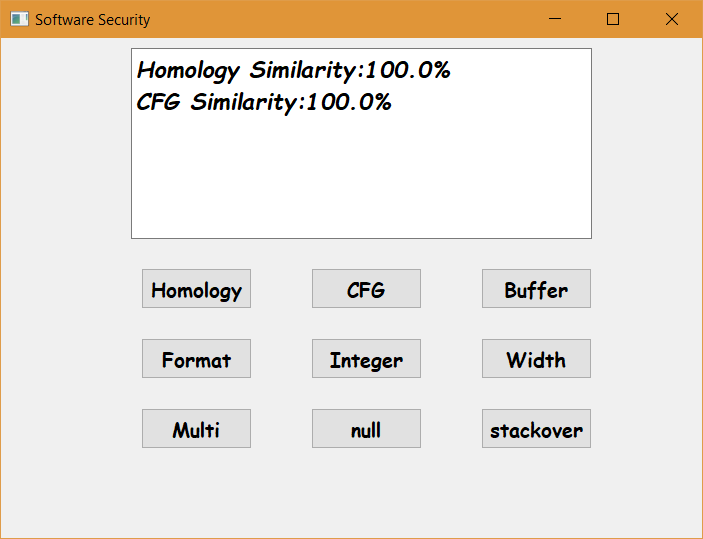 Software Security
Homology Similarity:100.0%
CFG Similarity:100.0%
Homology CFG Buffer
Format Integer Width
Multi null stackover